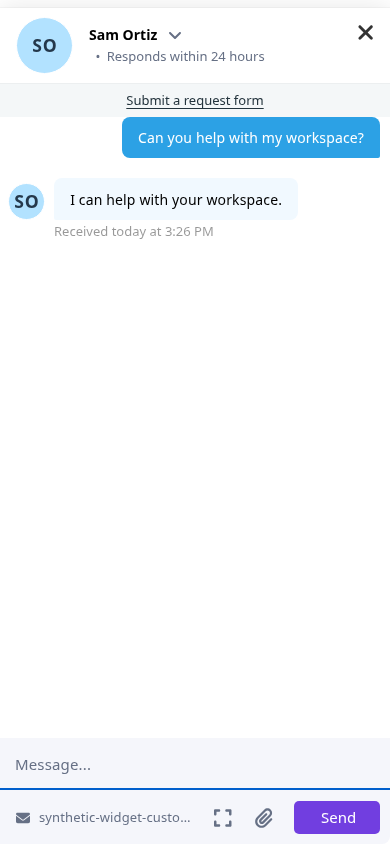 SO
Sam Ortiz
• Responds within 24 hours
Submit a request form
Can you help with my workspace?
SO
I can help with your workspace.
Received today at 3:26 PM
Message...
synthetic-widget-custo...
Send